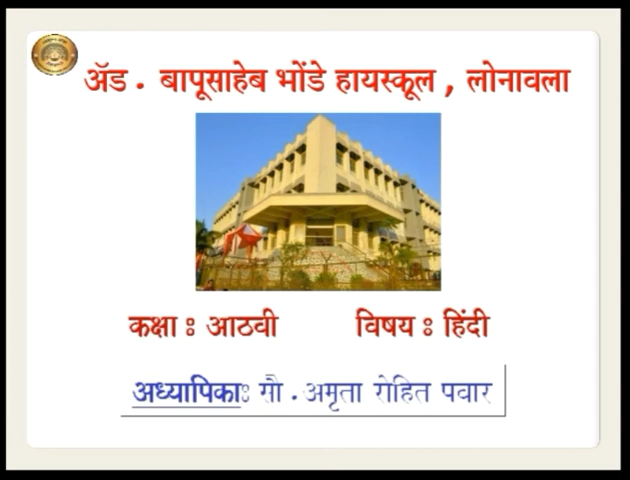 ॲड . बापूसाहेब भोंडे हायस्कूल , लोनावला
कक्षा : आठवी विषय : हिंदी
अध्यापिका: सौ . अमृता रोहित पवार